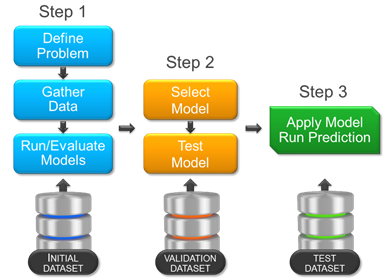 Step 1
Define
Problem
Gather
Data
Run/Evaluate
Models
Step 2
Select
Model
Test
Model
Step 3
Apply Model
Run Prediction
INITIAL
DATASET
VALIDATION
DATASET
TEST
DATASET